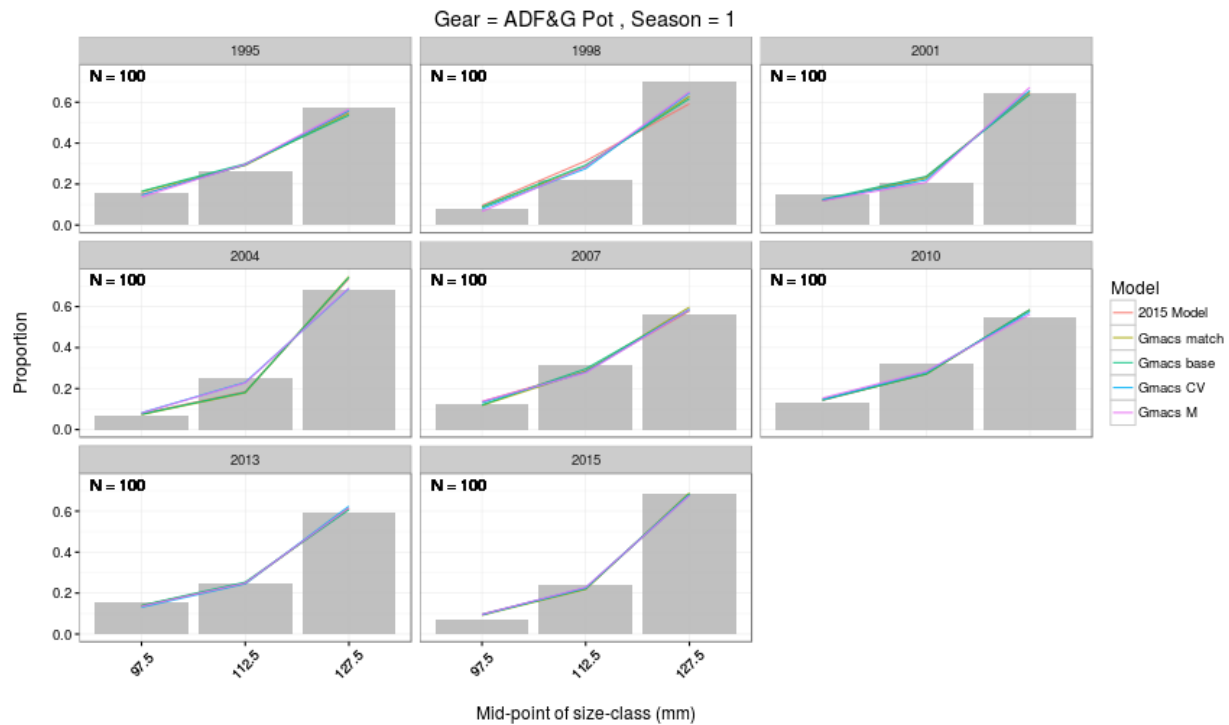 Gear = ADF&G Pot , Season = 1
1995
1998
2001
N = 100
N = 100
N = 100
0.6
0.4
0.2
0.0
2004
2007
2010
N = 100
N = 100
N = 100
0.6
0.4
0.2
0.0
Proportion
Model
2015 Model
Gmacs match
Gmacs base
Gmacs CV
Gmacs M
2013
2015
N = 100
N = 100
0.6
0.4
0.2
0.0
97.5
112.5
127.5
97.5
112.5
127.5
Mid-point of size-class (mm)